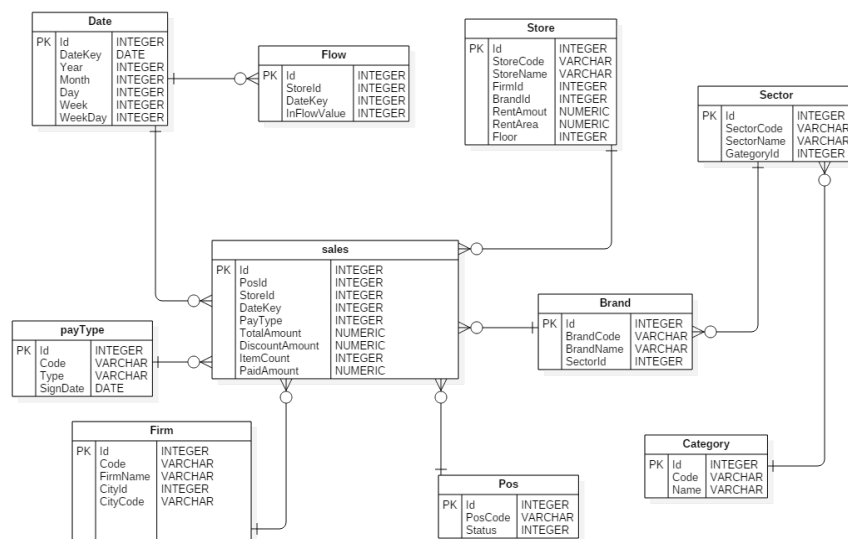 Date
PK Id INTEGER
DateKey DATE
Year INTEGER
Month INTEGER
Day INTEGER
Week INTEGER
WeekDay INTEGER
Flow
PK Id INTEGER
StoreId INTEGER
DateKey INTEGER
InFlowValue INTEGER
Store
PK Id INTEGER
StoreCode VARCHAR
StoreName VARCHAR
FirmId INTEGER
BrandId INTEGER
RentAmout NUMERIC
RentArea NUMERIC
Floor INTEGER
Sector
PK Id INTEGER
SectorCode VARCHAR
SectorName VARCHAR
GategoryId INTEGER
sales
PK Id INTEGER
PosId INTEGER
StoreId INTEGER
DateKey INTEGER
PayType INTEGER
TotalAmount NUMERIC
DiscountAmount NUMERIC
ItemCount INTEGER
PaidAmount NUMERIC
Brand
PK Id INTEGER
BrandCode VARCHAR
BrandName VARCHAR
SectorId INTEGER
payType
PK Id INTEGER
Code VARCHAR
Type VARCHAR
SignDate DATE
Firm
PK Id INTEGER
Code VARCHAR
FirmName VARCHAR
CityId INTEGER
CityCode VARCHAR
Pos
PK Id INTEGER
PosCode VARCHAR
Status INTEGER
Category
PK Id INTEGER
Code VARCHAR
Name VARCHAR